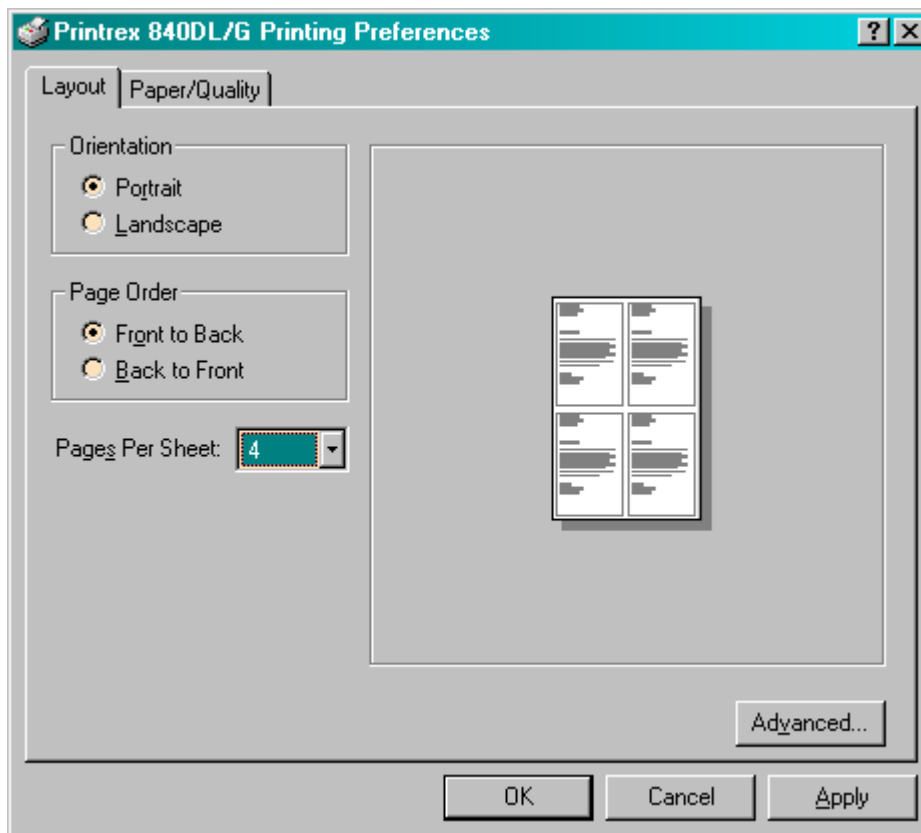 Printrex 840DL/G Printing Preferences
Layout Paper/Quality
Orientation
Portrait
Landscape
Page Order
Front to Back
Back to Front
Pages Per Sheet: 4
Advanced...
OK Cancel Apply